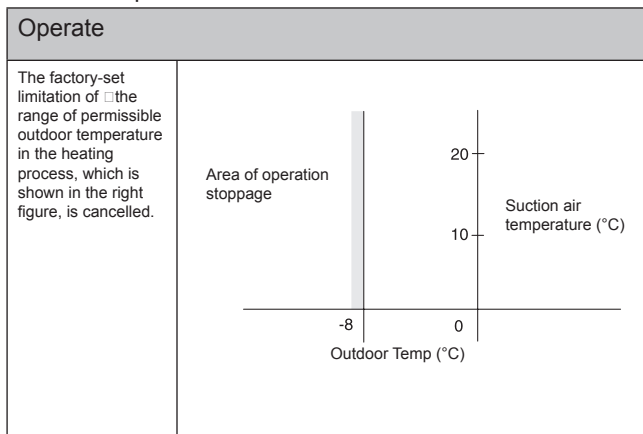 Operate
The factory-set
limitation of □the
range of permissible
outdoor temperature
in the heating
process, which is
shown in the right
figure, is cancelled.
Area of operation
stoppage
20
10
Suction air
temperature (°C)
-8
0
Outdoor Temp (°C)